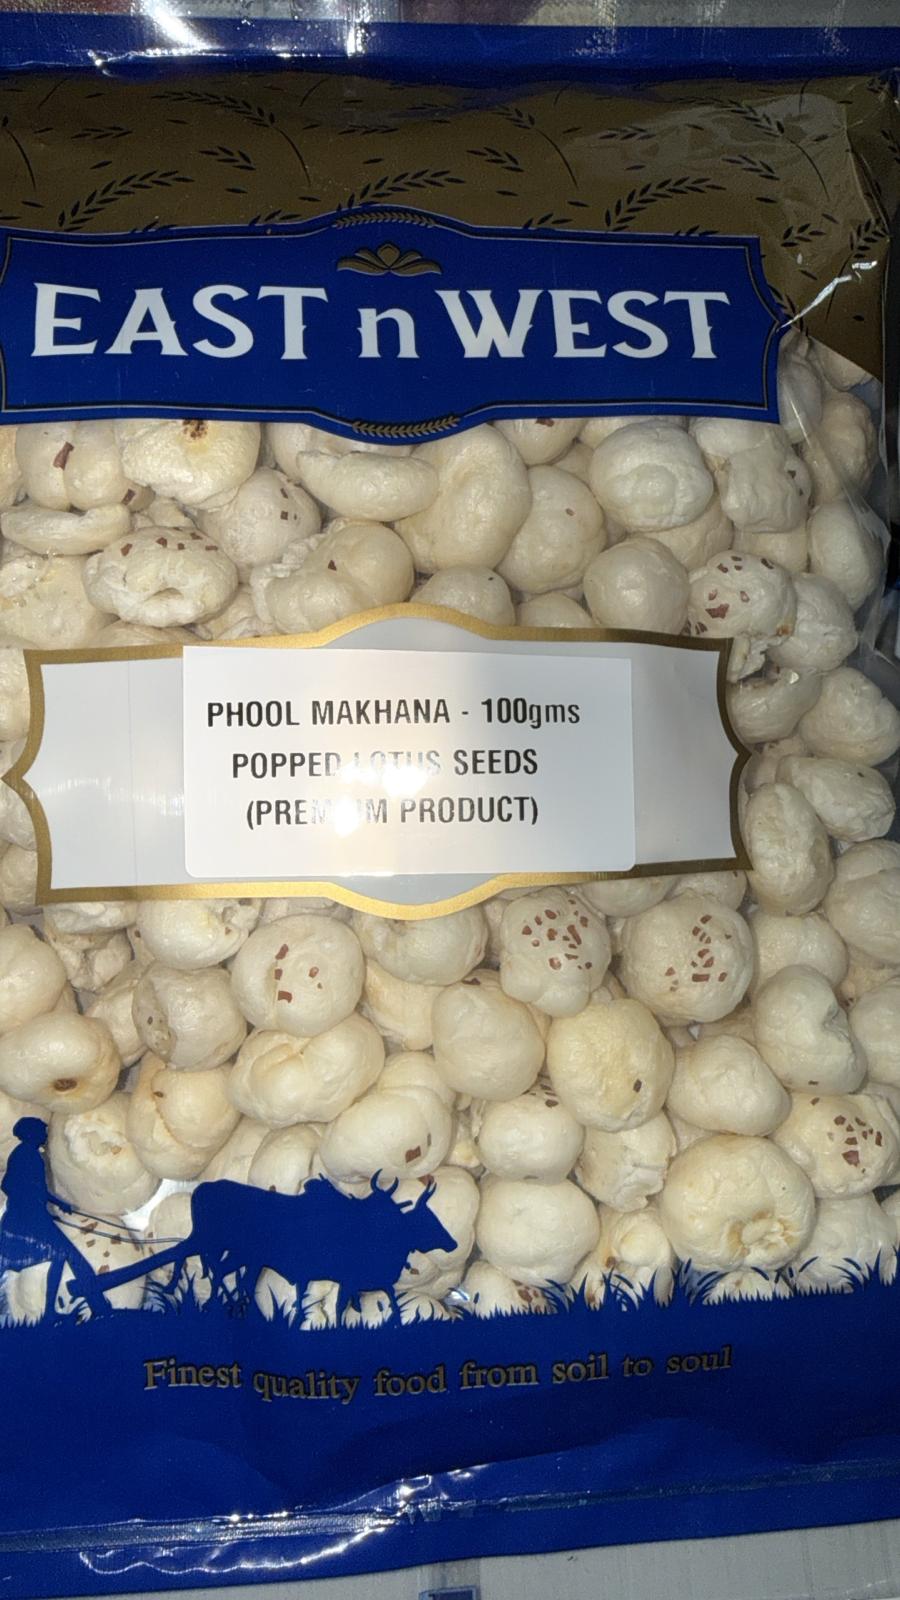 EAST n WEST
PHOOL MAKHANA - 100gms
POPPED LOTUS SEEDS
(PREMIUM PRODUCT)
Finest quality food from soil to soul